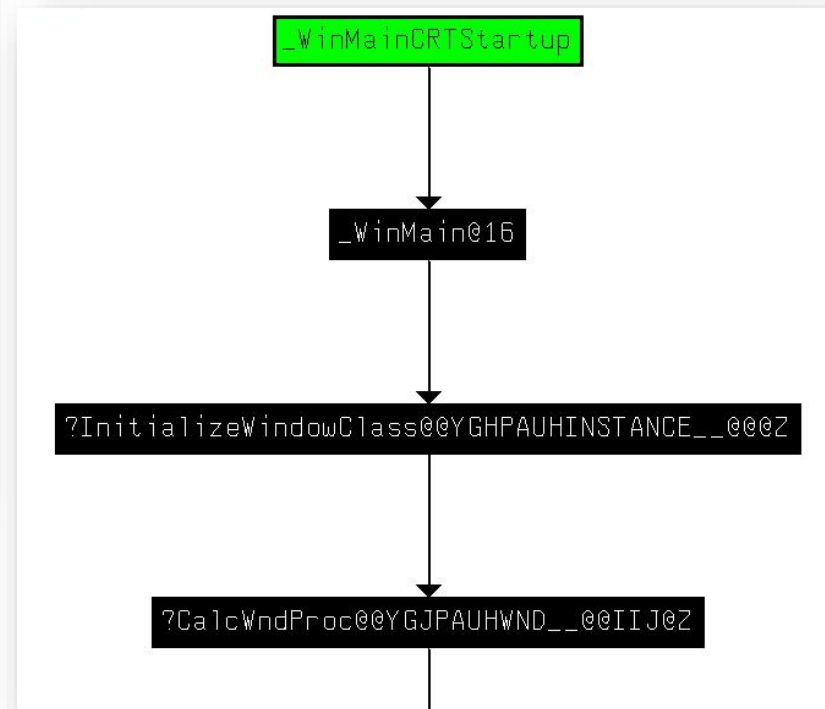 _WinMainCRTStartup
_WinMain@16
?InitializeWindowClass@@YGHPAUHINSTANCE__@@@Z
?CalcWndProc@@YGJPAUHWND__@@IIJ@Z